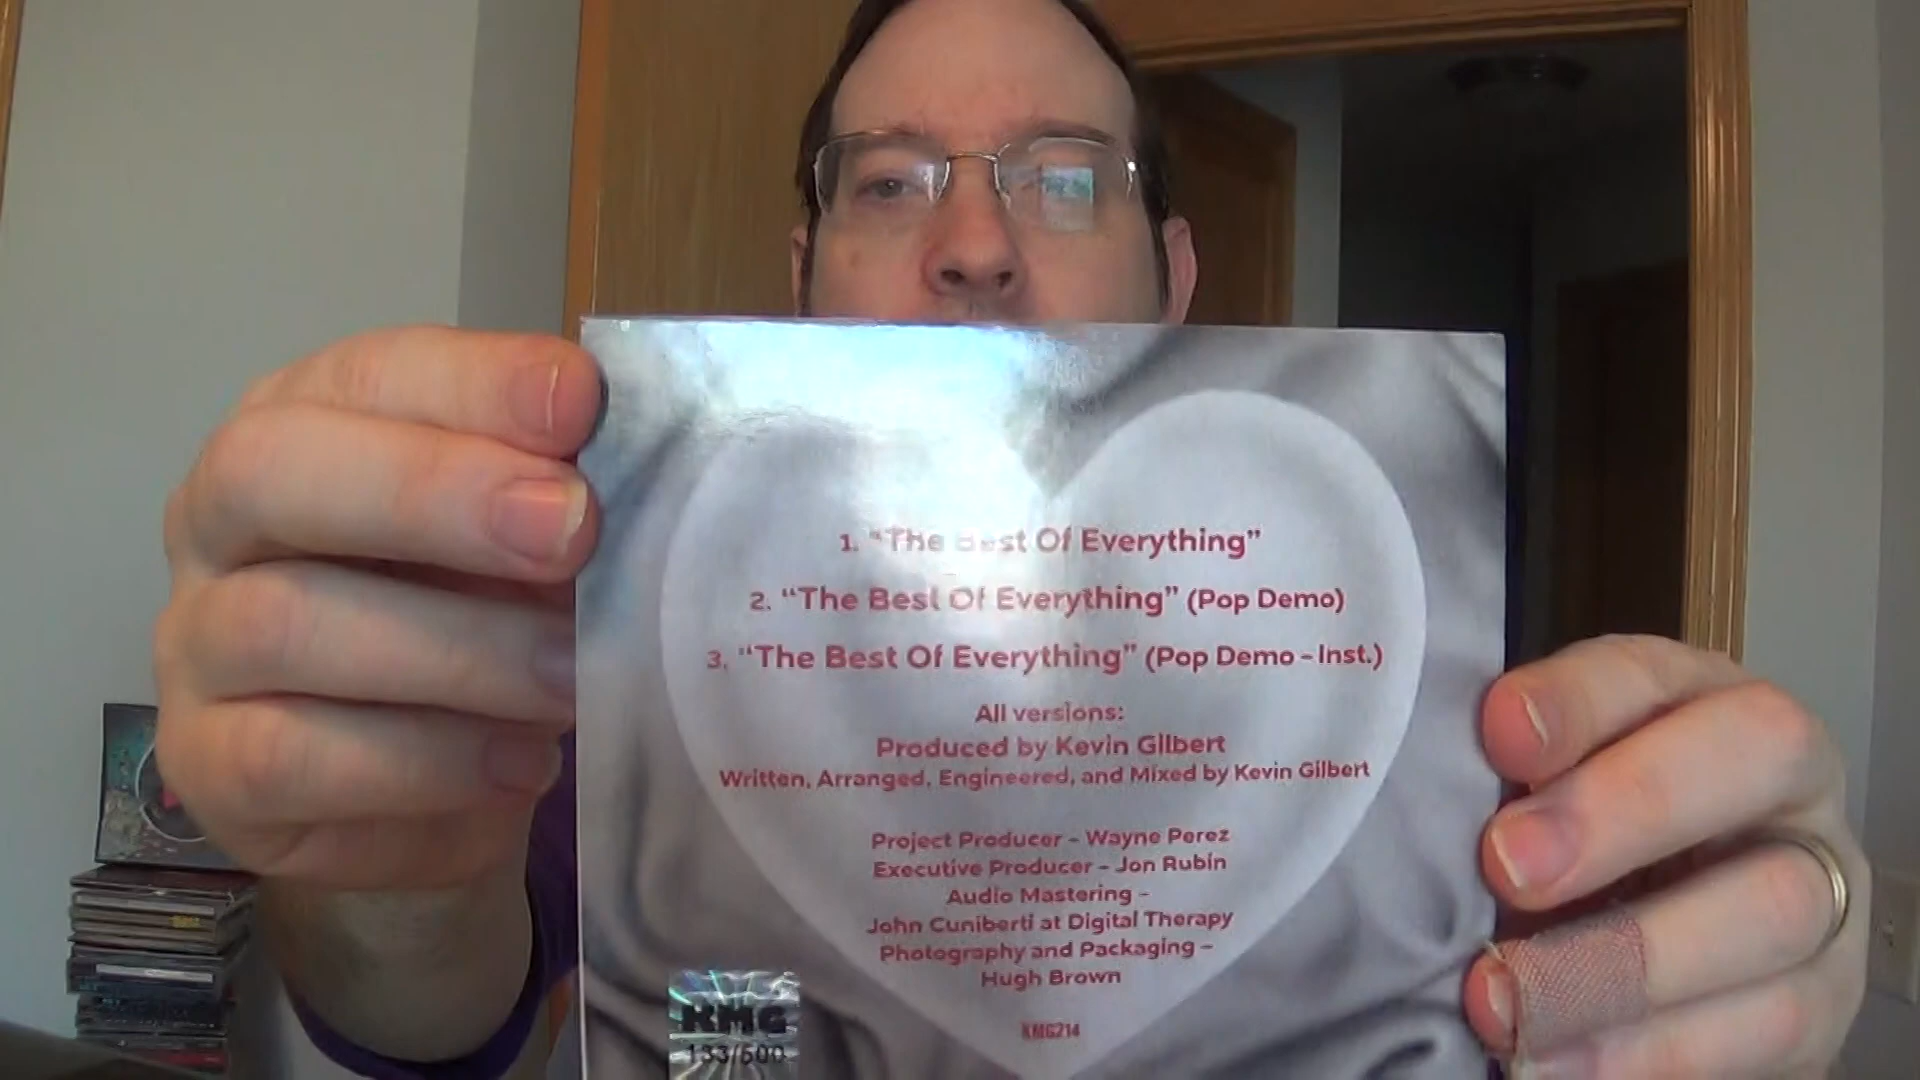 1. "The Best Of Everything"
2. "The Best Of Everything" (Pop Demo)
3. "The Best Of Everything" (Pop Demo - Inst.)
All versions:
Produced by Kevin Gilbert
Written, Arranged, Engineered, and Mixed by Kevin Gilbert
Project Producer - Wayne Perez
Executive Producer - Jon Rubin
Audio Mastering -
John Cuniberti at Digital Therapy
Photography and Packaging -
Hugh Brown
KMG214
KMG
133/500